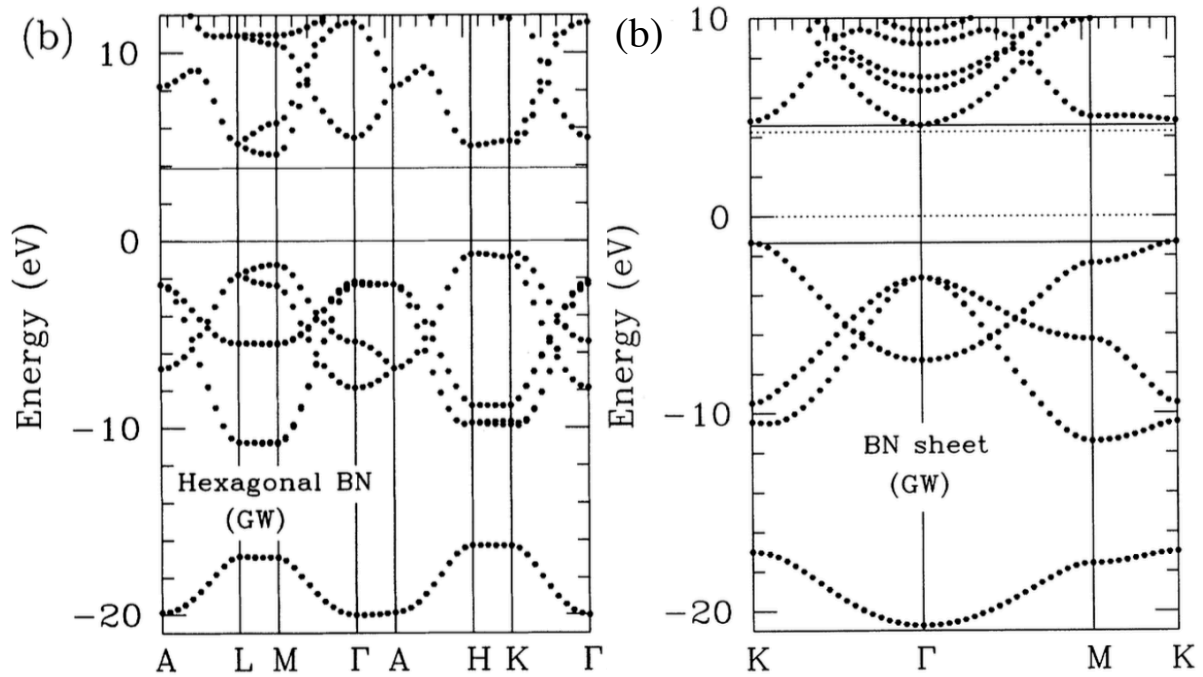 (b)
10
0
−10
−20
Energy (eV)
Hexagonal BN
(GW)
A L M Γ A H K Γ
(b)
10
0
−10
−20
Energy (eV)
BN sheet
(GW)
K Γ M K